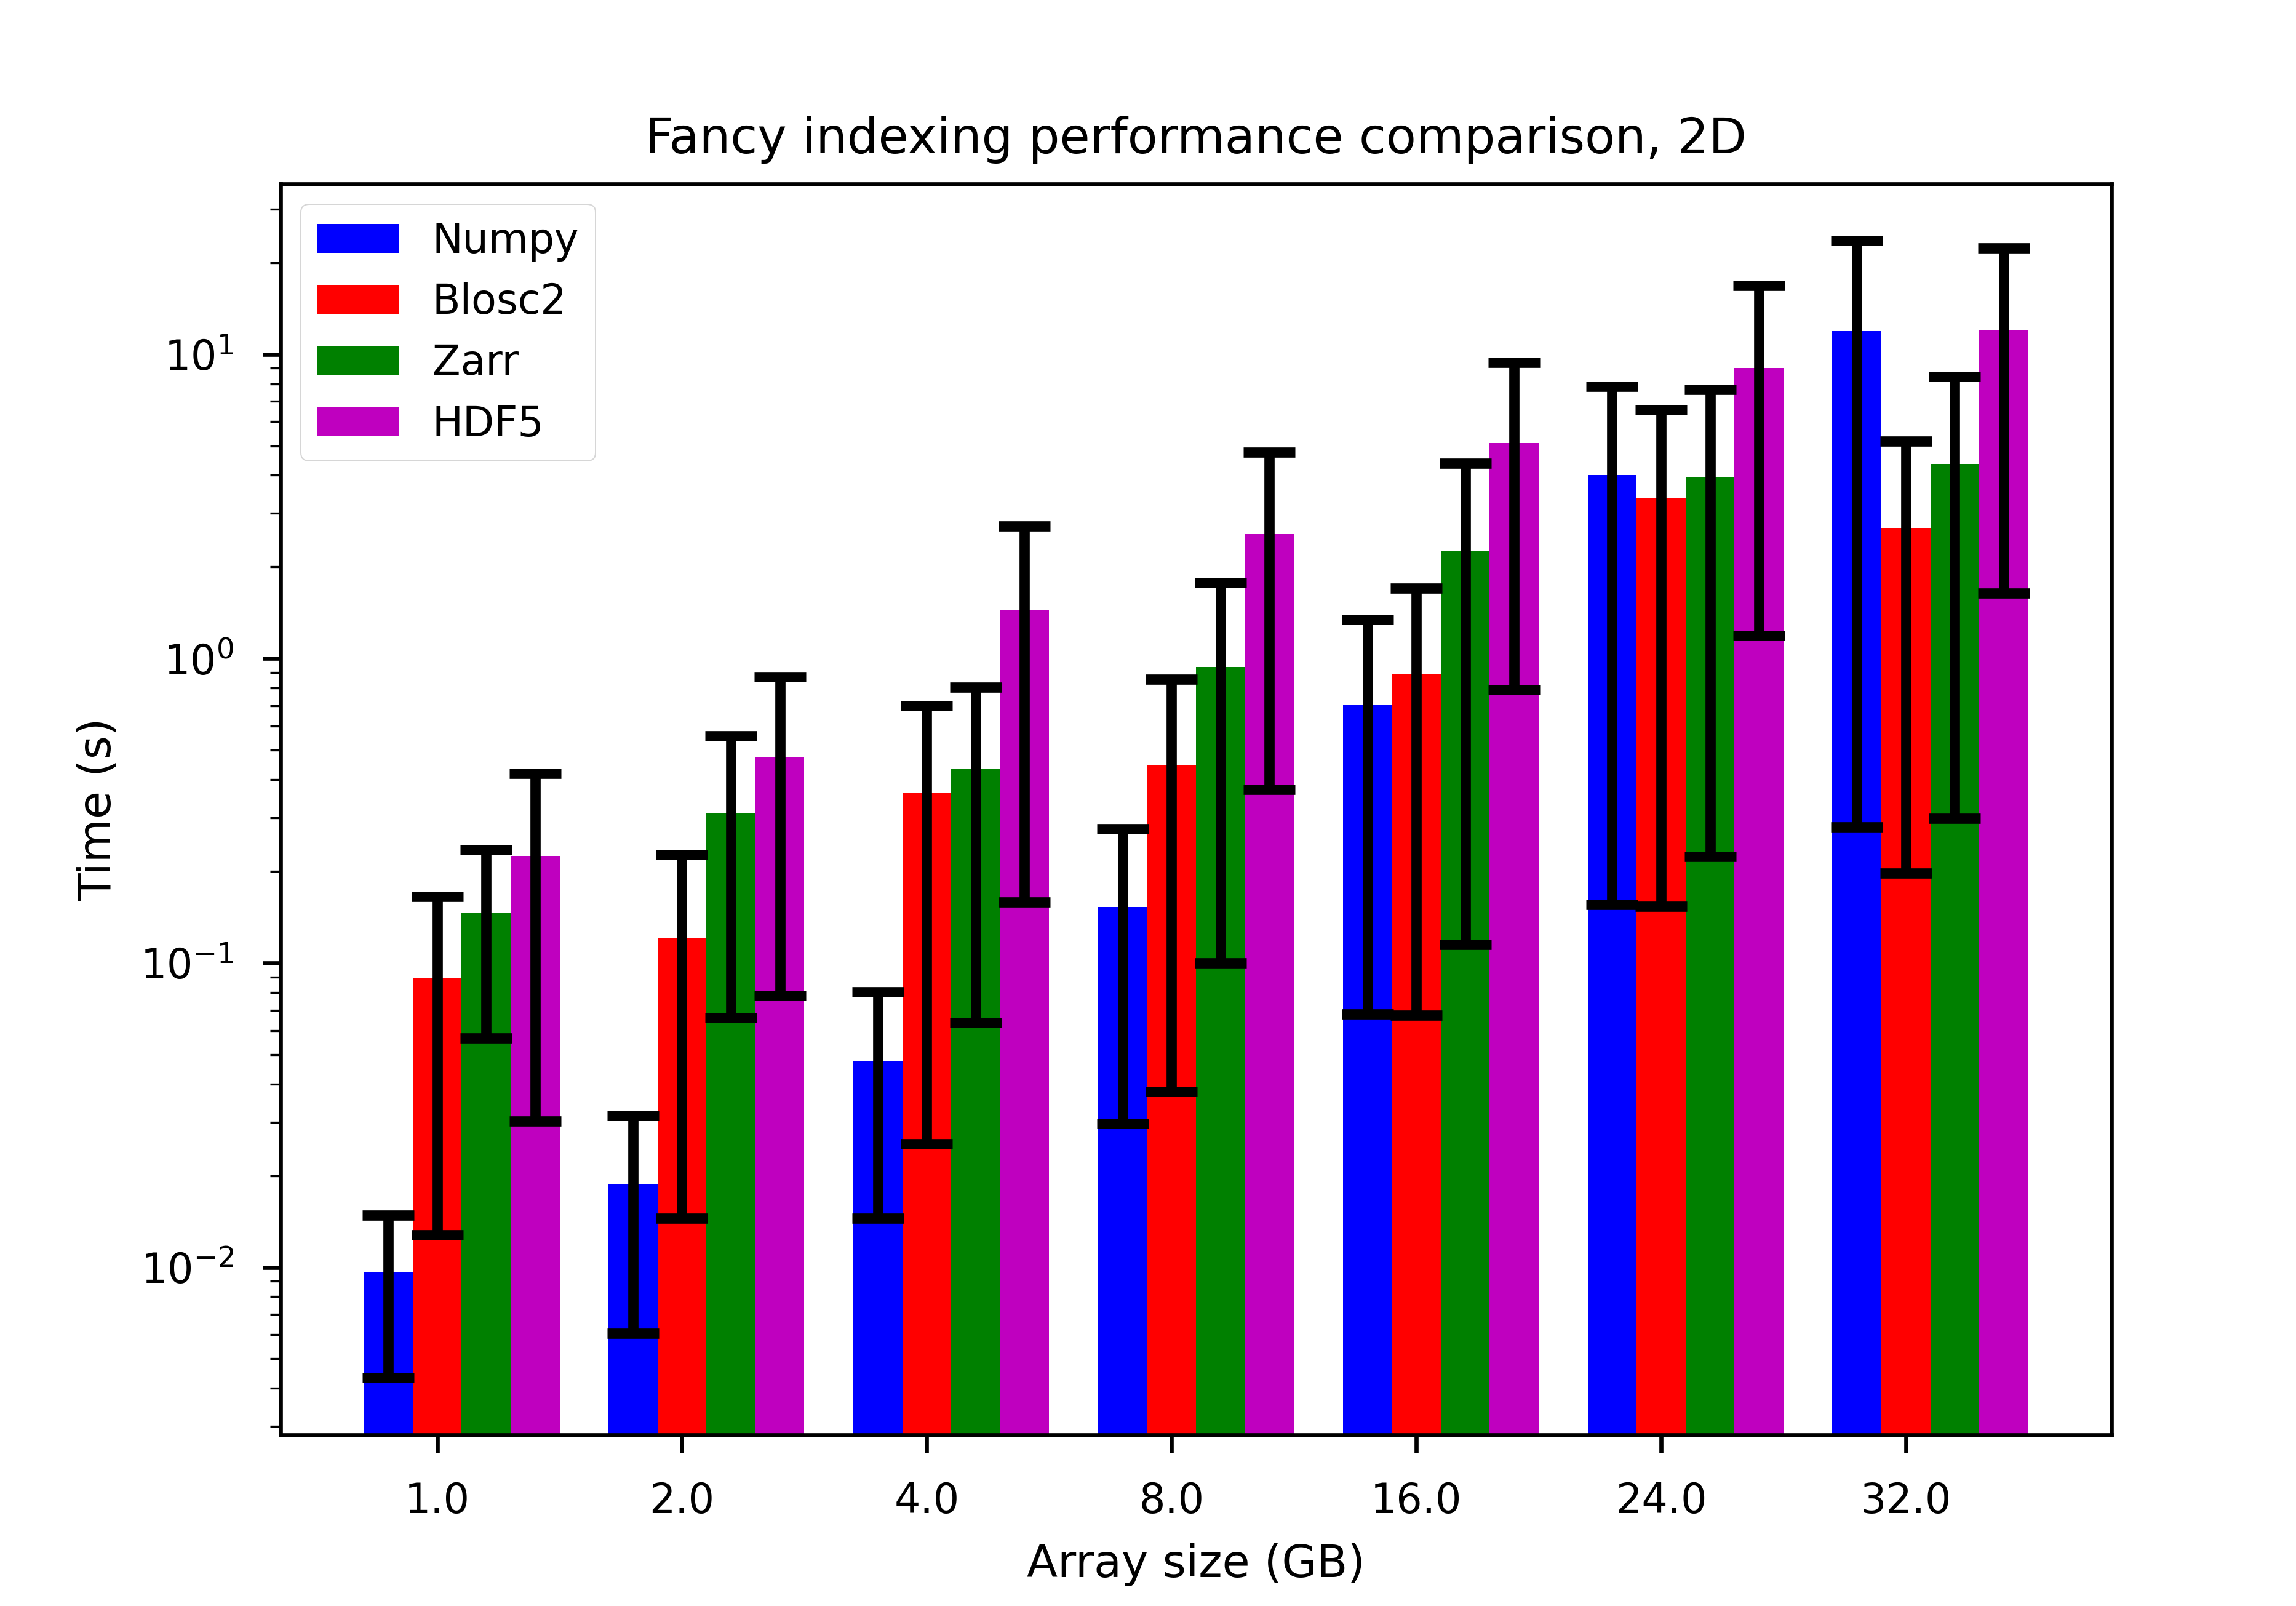 Fancy indexing performance comparison, 2D
Numpy
Blosc2
Zarr
HDF5
Time (s)
10¹
10⁰
10⁻¹
10⁻²
1.0 2.0 4.0 8.0 16.0 24.0 32.0
Array size (GB)